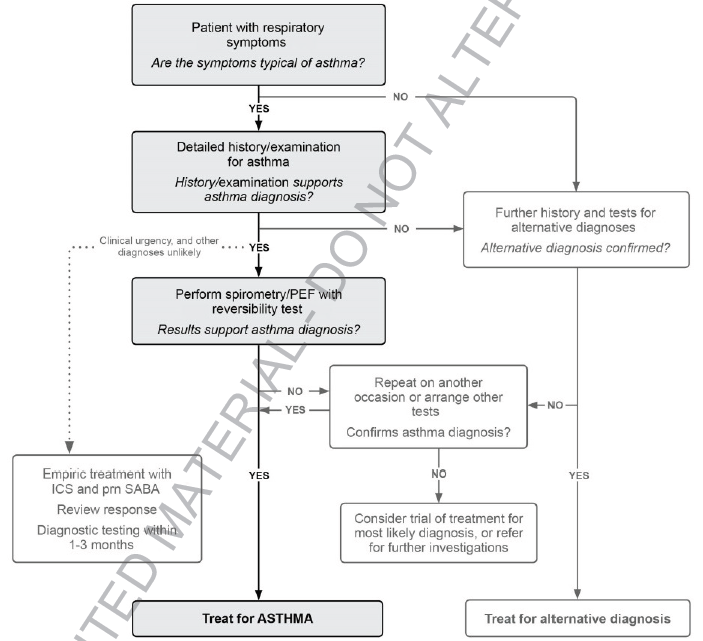 Patient with respiratory
symptoms
Are the symptoms typical of asthma?
NO
YES
Detailed history/examination
for asthma
History/examination supports
asthma diagnosis?
NO
Further history and tests for
alternative diagnoses
Alternative diagnosis confirmed?
Clinical urgency, and other
diagnoses unlikely
YES
Perform spirometry/PEF with
reversibility test
Results support asthma diagnosis?
NO
YES
Repeat on another
occasion or arrange other
tests
Confirms asthma diagnosis?
NO
Empiric treatment with
ICS and prn SABA
Review response
Diagnostic testing within
1-3 months
YES
NO
YES
Consider trial of treatment for
most likely diagnosis, or refer
for further investigations
Treat for ASTHMA
Treat for alternative diagnosis
MATERIAL - DO NOT ALTER